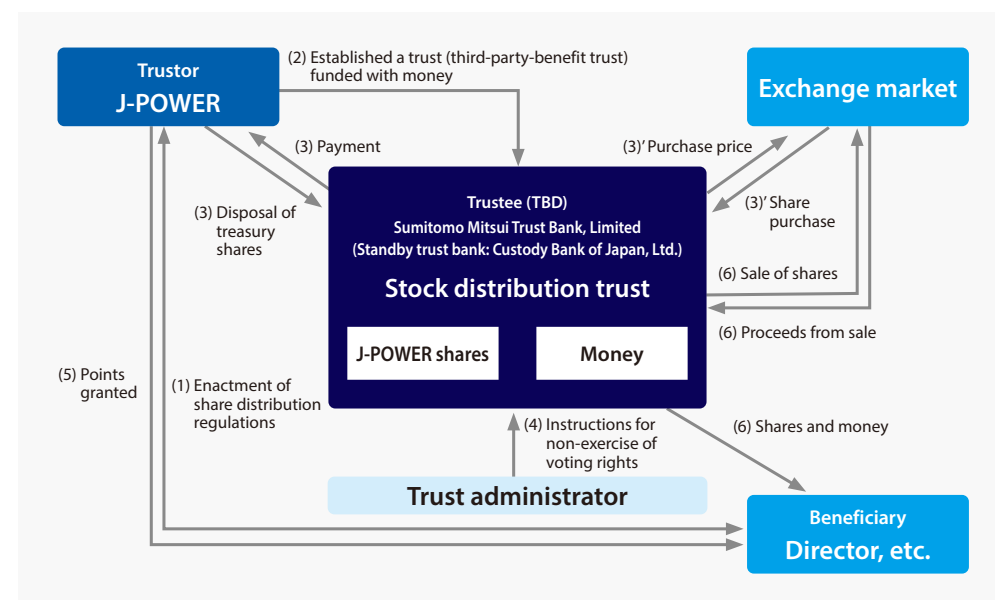 Trustor
J-POWER
(2) Established a trust (third-party-benefit trust)
funded with money
Exchange market
(3) Payment
(3)’ Purchase price
(3) Disposal of
treasury
shares
Trustee (TBD)
Sumitomo Mitsui Trust Bank, Limited
(Standby trust bank: Custody Bank of Japan, Ltd.)
Stock distribution trust
J-POWER shares
Money
(3)’ Share
purchase
(6) Sale of shares
(6) Proceeds from sale
(5) Points
granted
(1) Enactment of
share distribution
regulations
(4) Instructions for
non-exercise of
voting rights
(6) Shares and money
Trust administrator
Beneficiary
Director, etc.